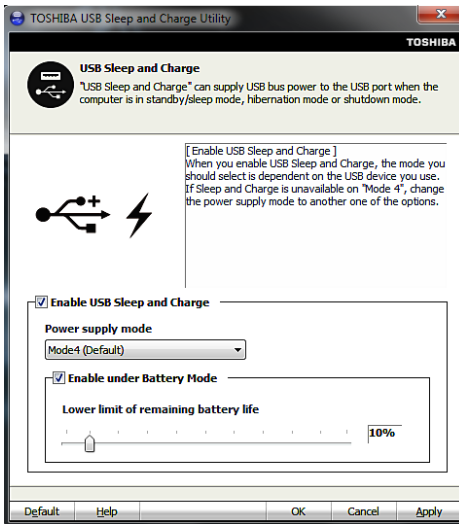 TOSHIBA USB Sleep and Charge Utility
TOSHIBA
USB Sleep and Charge
"USB Sleep and Charge" can supply USB bus power to the USB port when the
computer is in standby/sleep mode, hibernation mode or shutdown
mode.
[ Enable USB Sleep and Charge ]
When you enable USB Sleep and Charge, the mode you
should select is dependent on the USB device you use.
If Sleep and Charge is unavailable on "Mode 4", change
the power supply mode to another one of the options.
Enable USB Sleep and Charge
Power supply mode
Mode4 (Default)
Enable under Battery Mode
Lower limit of remaining battery life
10%
Default Help OK Cancel Apply